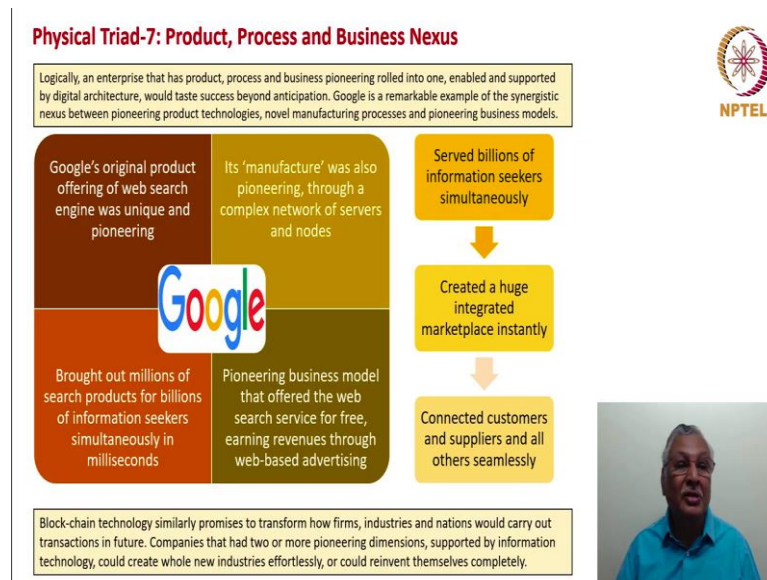 Physical Triad-7: Product, Process and Business Nexus
NPTEL
Logically, an enterprise that has product, process and business pioneering rolled into one, enabled and supported
by digital architecture, would taste success beyond anticipation. Google is a remarkable example of the synergistic
nexus between pioneering product technologies, novel manufacturing processes and pioneering business models.
Google's original product
offering of web search
engine was unique and
pioneering
Its 'manufacture' was also
pioneering, through a
complex network of servers
and nodes
Google
Brought out millions of
search products for billions
of information seekers
simultaneously in
milliseconds
Pioneering business model
that offered the web
search service for free,
earning revenues through
web-based advertising
Served billions of
information seekers
simultaneously
Created a huge
integrated
marketplace instantly
Connected customers
and suppliers and all
others seamlessly
Block-chain technology similarly promises to transform how firms, industries and nations would carry out
transactions in future. Companies that had two or more pioneering dimensions, supported by information
technology, could create whole new industries effortlessly, or could reinvent themselves completely.